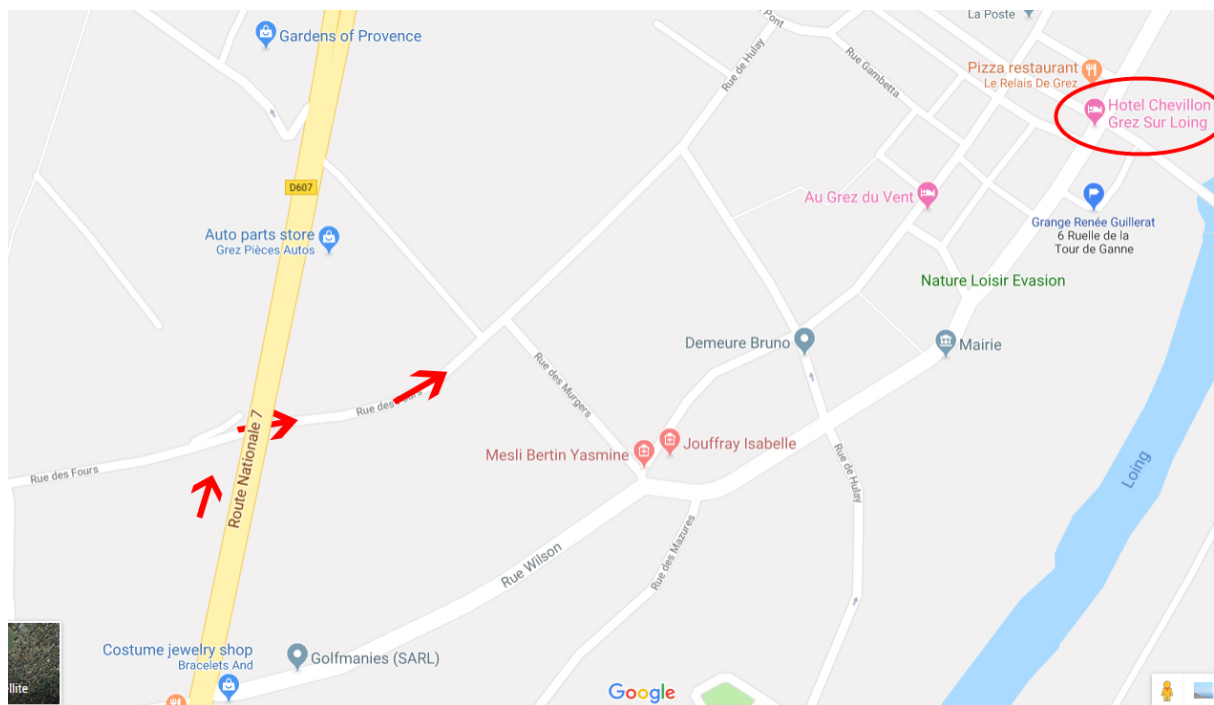 La Poste
Pont
Gardens of Provence
Rue de Hulay
Rue Gambetta
Pizza restaurant
Le Relais De Grez
Hotel Chevillon
Grez Sur Loing
D607
Au Grez du Vent
Grange Renée Guillerat
6 Ruelle de la
Tour de Ganne
Auto parts store
Grez Pièces Autos
Nature Loisir Evasion
Demeure Bruno
Mairie
Rue des Murgers
Rue des
Route Nationale 7
Mesli Bertin Yasmine
Jouffray Isabelle
Rue des Fours
Rue de Hulay
Loing
Rue Wilson
Rue des Mazures
Costume jewelry shop
Bracelets And
Golfmanies (SARL)
llite
Google